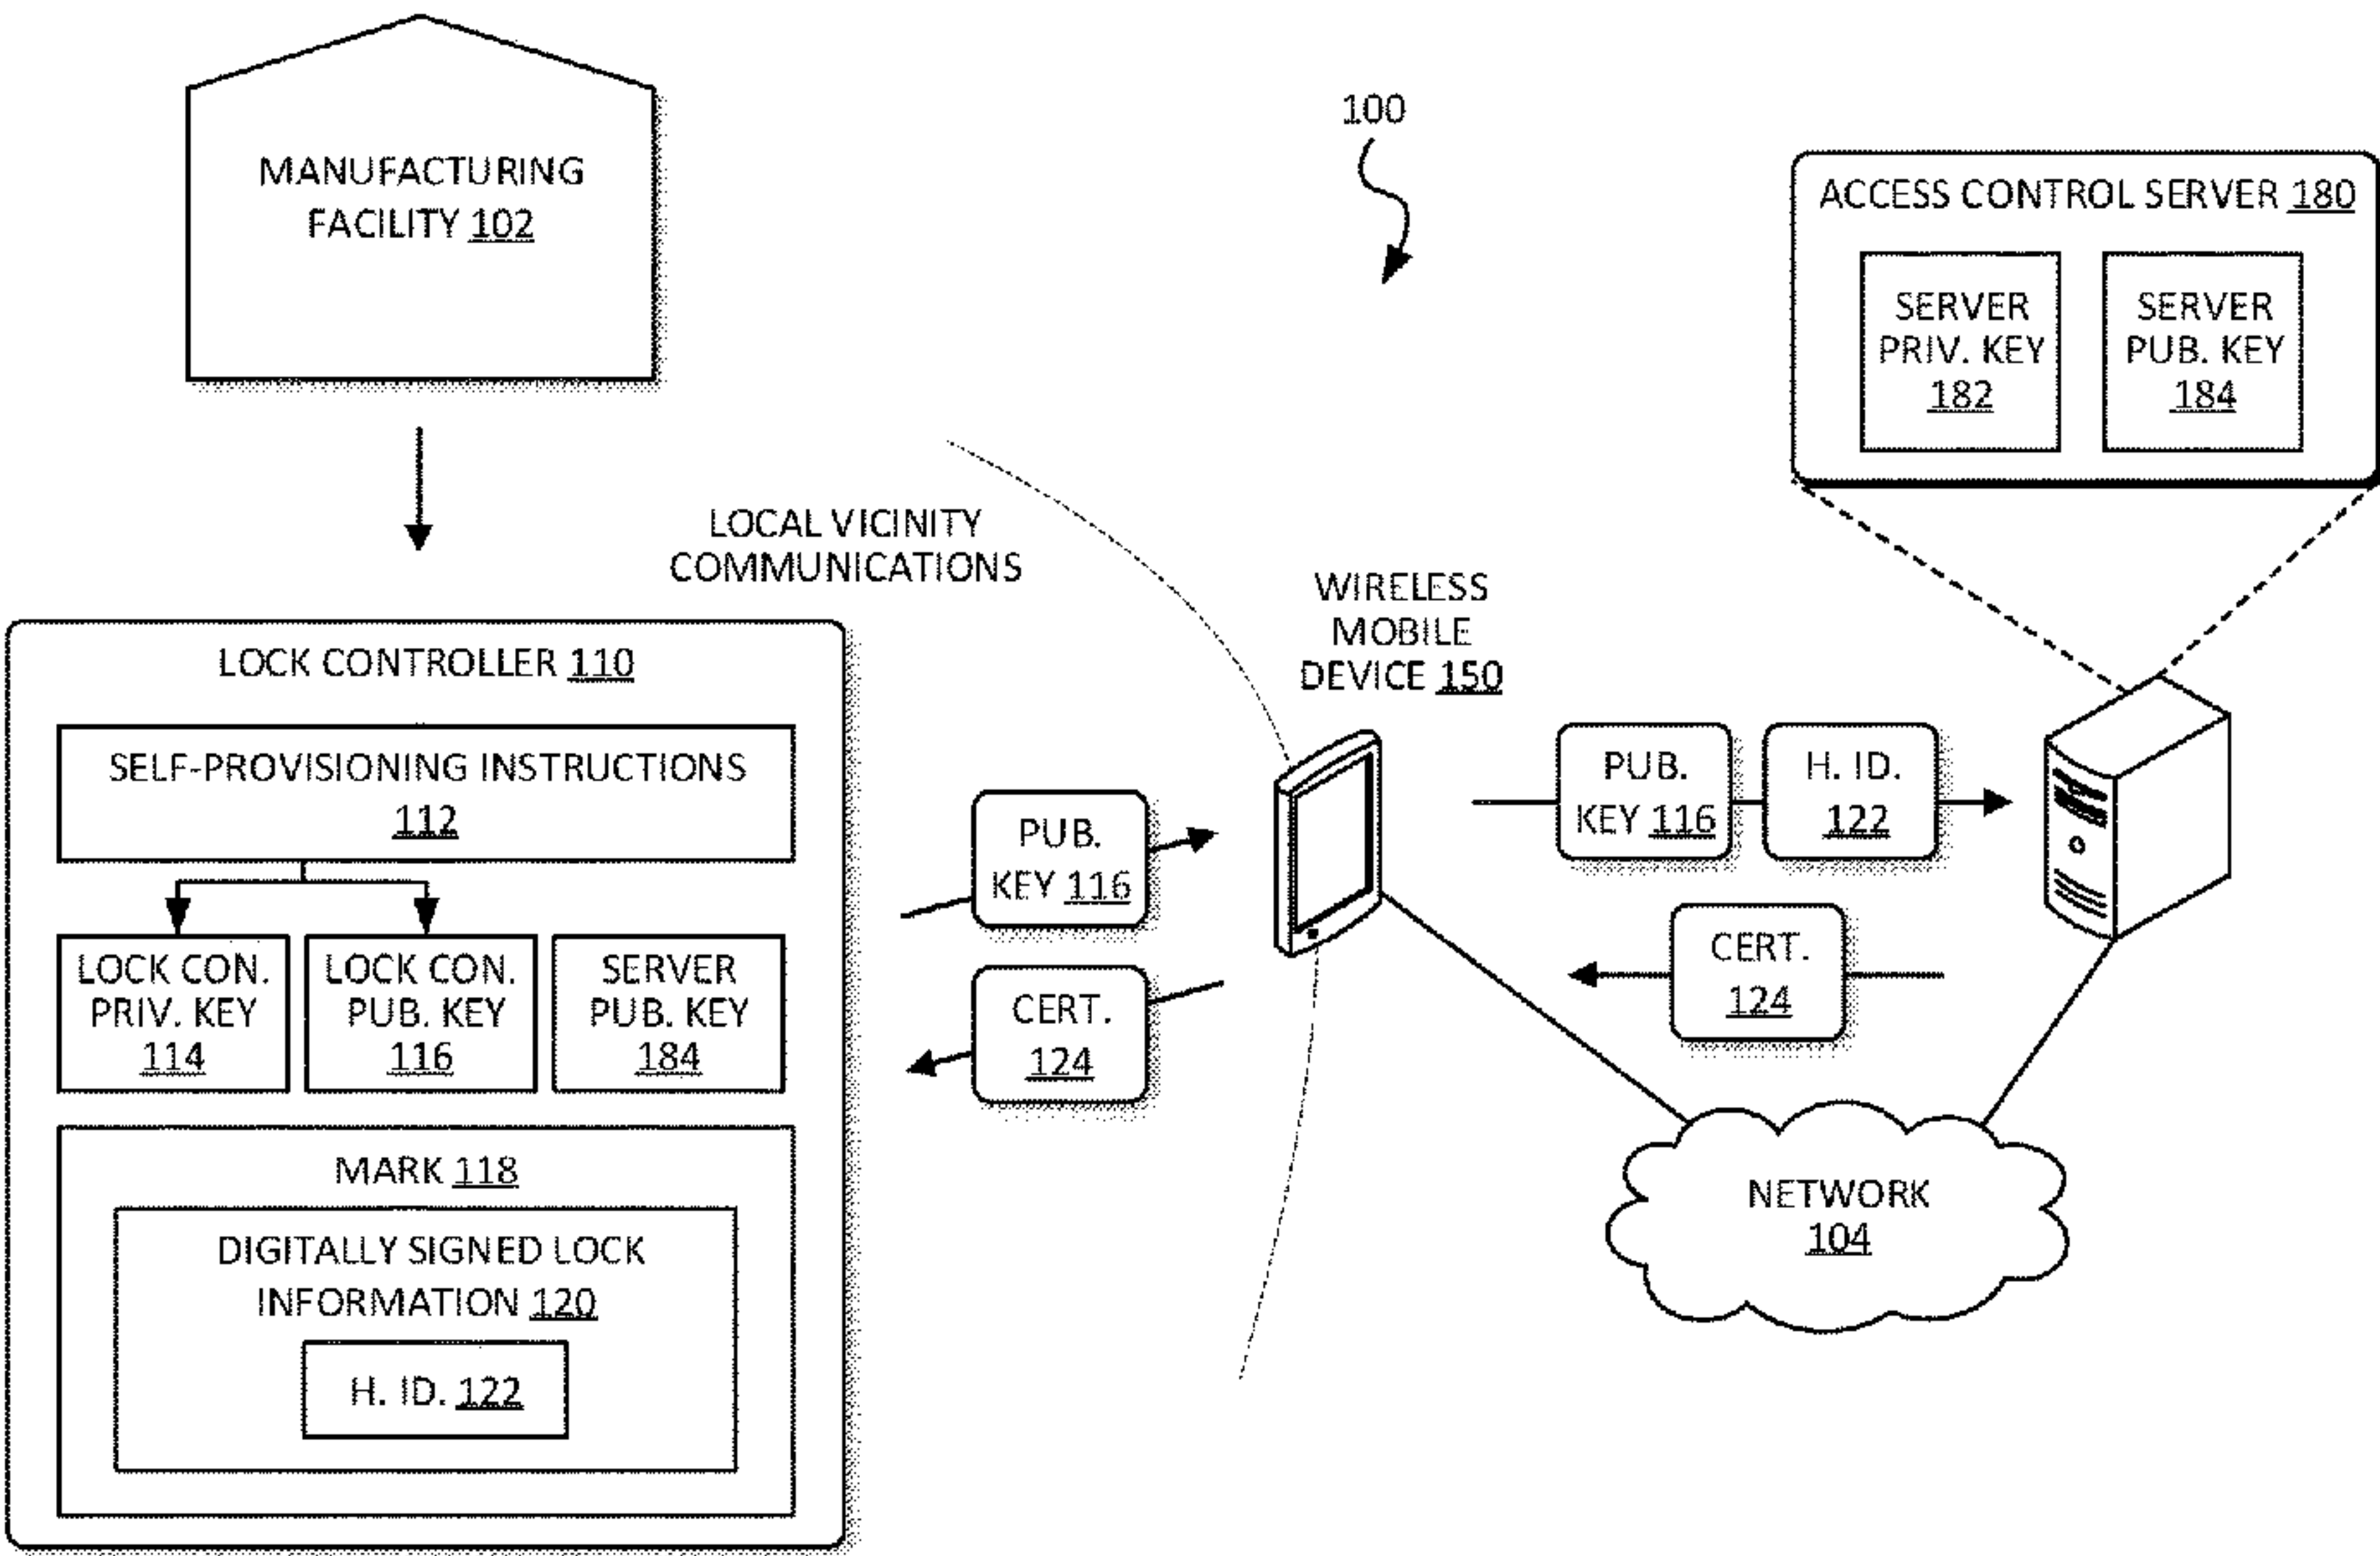 MANUFACTURING
FACILITY 102
100
ACCESS CONTROL SERVER 180
SERVER
PRIV. KEY
182
SERVER
PUB. KEY
184
LOCAL VICINITY
COMMUNICATIONS
WIRELESS
MOBILE
DEVICE 150
LOCK CONTROLLER 110
SELF-PROVISIONING INSTRUCTIONS
112
LOCK CON.
PRIV. KEY
114
LOCK CON.
PUB. KEY
116
SERVER
PUB. KEY
184
MARK 118
DIGITALLY SIGNED LOCK
INFORMATION 120
H. ID. 122
PUB.
KEY 116
CERT.
124
PUB.
KEY 116
H. ID.
122
CERT.
124
NETWORK
104